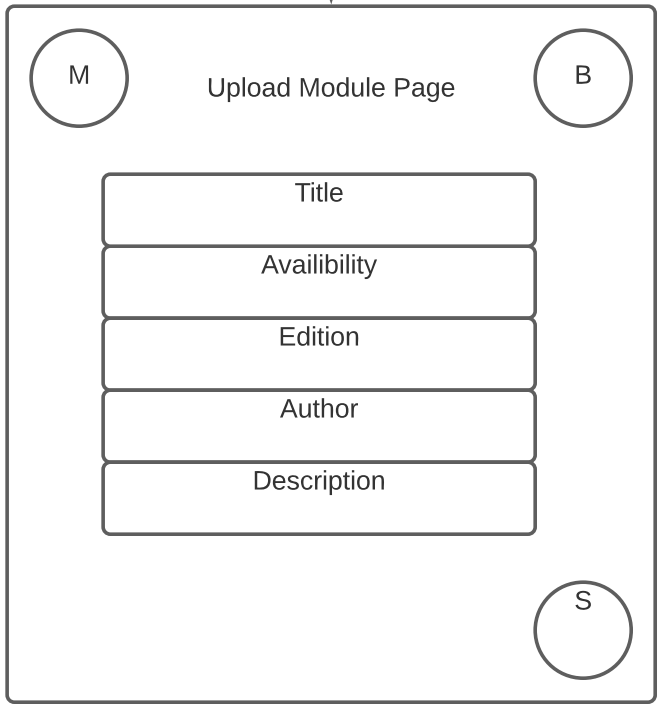 M
Upload Module Page
B
Title
Availibility
Edition
Author
Description
S